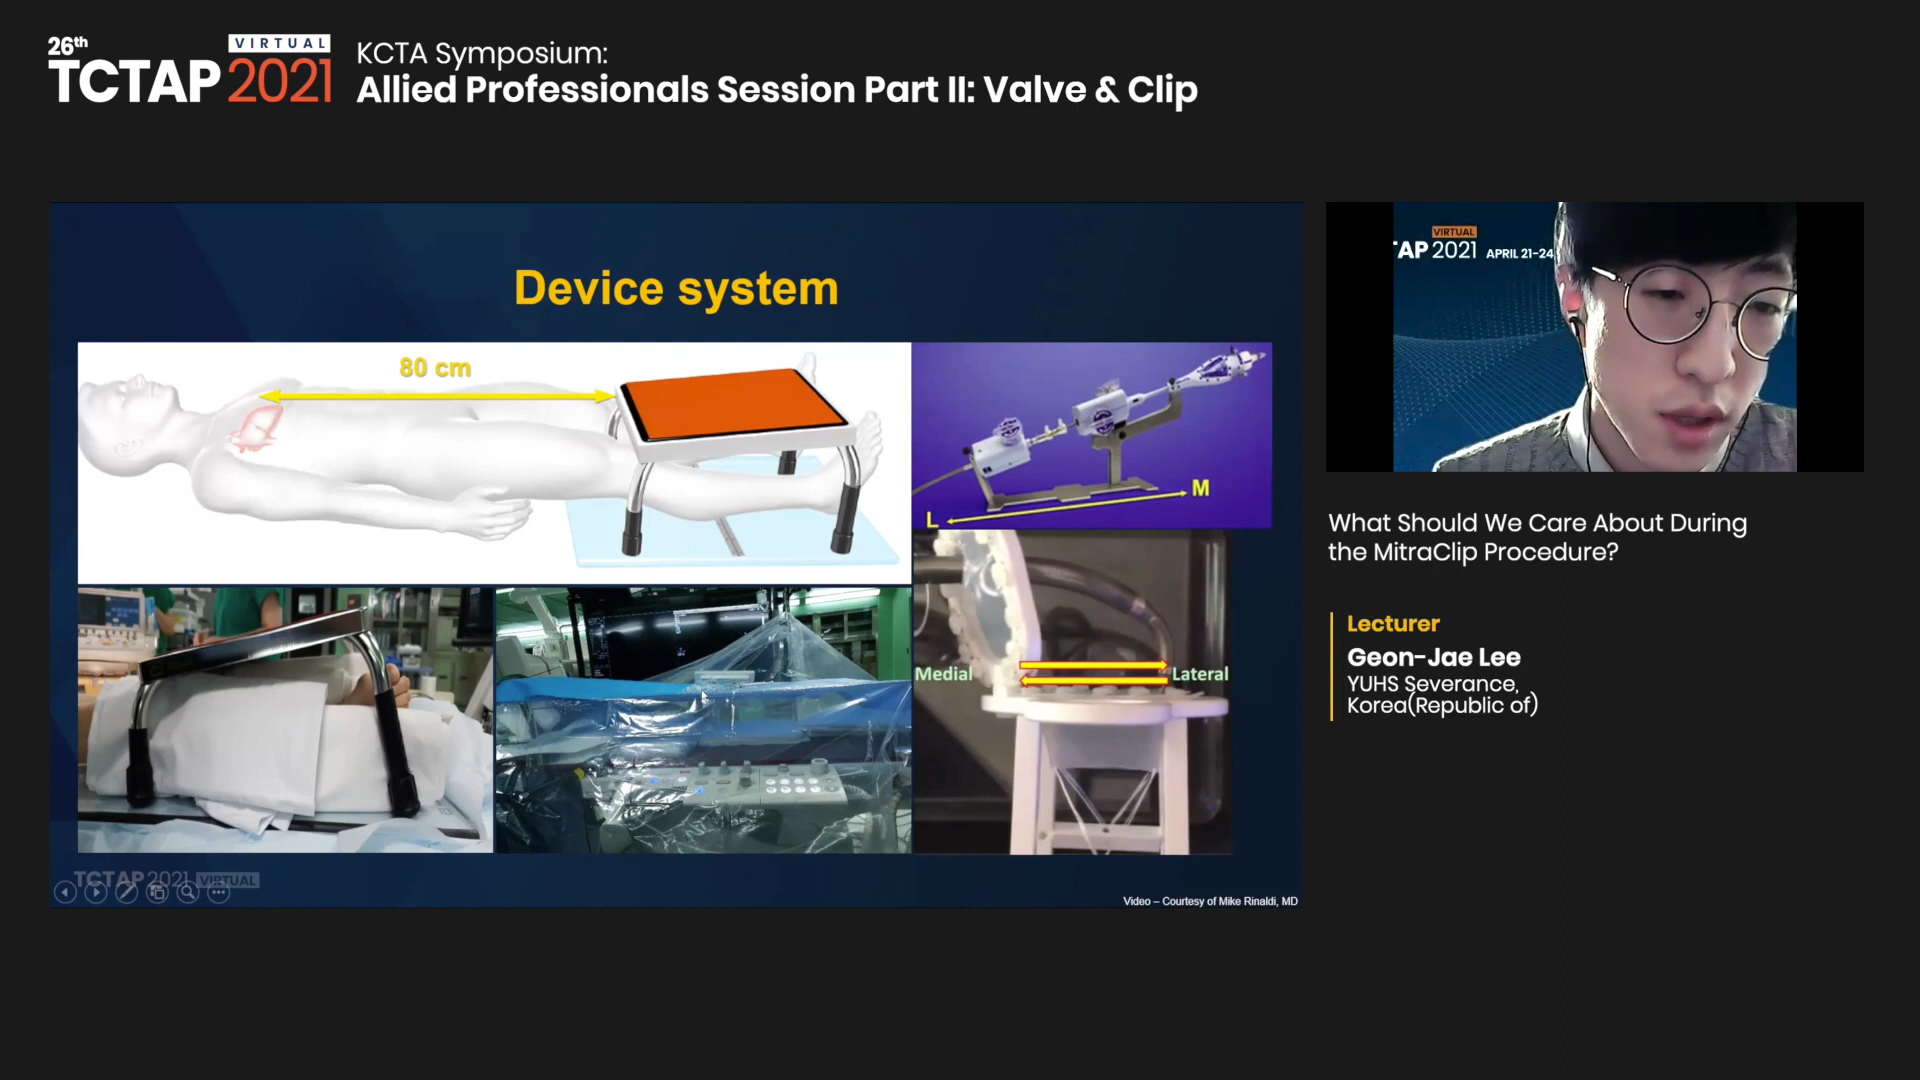 26th
VIRTUAL
TCTAP 2021
KCTA Symposium:
Allied Professionals Session Part II: Valve & Clip
Device system
80 cm
M
L
Medial
Lateral
TCTAP 2021 VIRTUAL
Video – Courtesy of Mike Rinaldi, MD
VIRTUAL
TAP 2021 APRIL 21-24
What Should We Care About During
the MitraClip Procedure?
Lecturer
Geon-Jae Lee
YUHS Severance,
Korea(Republic of)